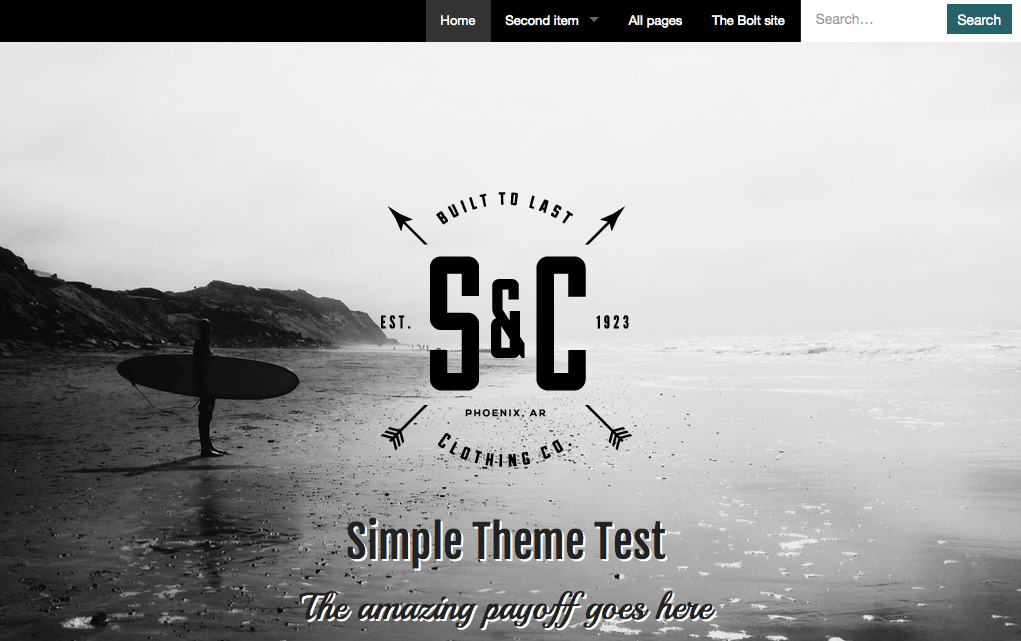 Home Second item All pages The Bolt site Search… Search
BUILT TO LAST
EST. S&C 1923
PHOENIX, AR
CLOTHING CO.
Simple Theme Test
The amazing payoff goes here